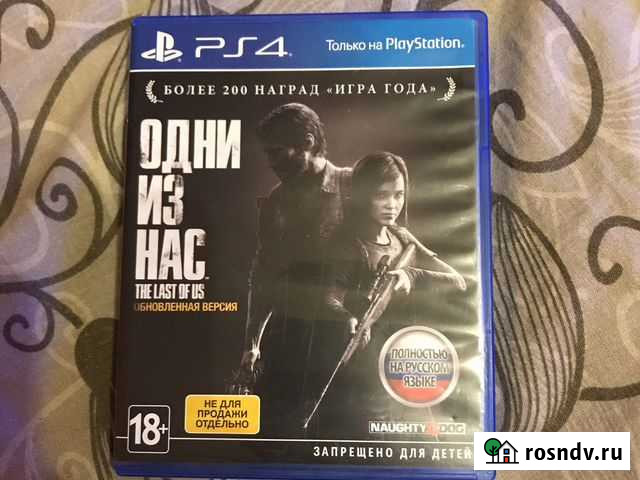 PS4
Только на PlayStation®
БОЛЕЕ 200 НАГРАД «ИГРА ГОДА»
ОДНИ
ИЗ
НАС
THE LAST OF US
ОБНОВЛЕННАЯ ВЕРСИЯ
ПОЛНОСТЬЮ
НА РУССКОМ
ЯЗЫКЕ
НЕ ДЛЯ
ПРОДАЖИ
ОТДЕЛЬНО
18+
NAUGHTY DOG
ЗАПРЕЩЕНО ДЛЯ ДЕТЕЙ
rosndv.ru